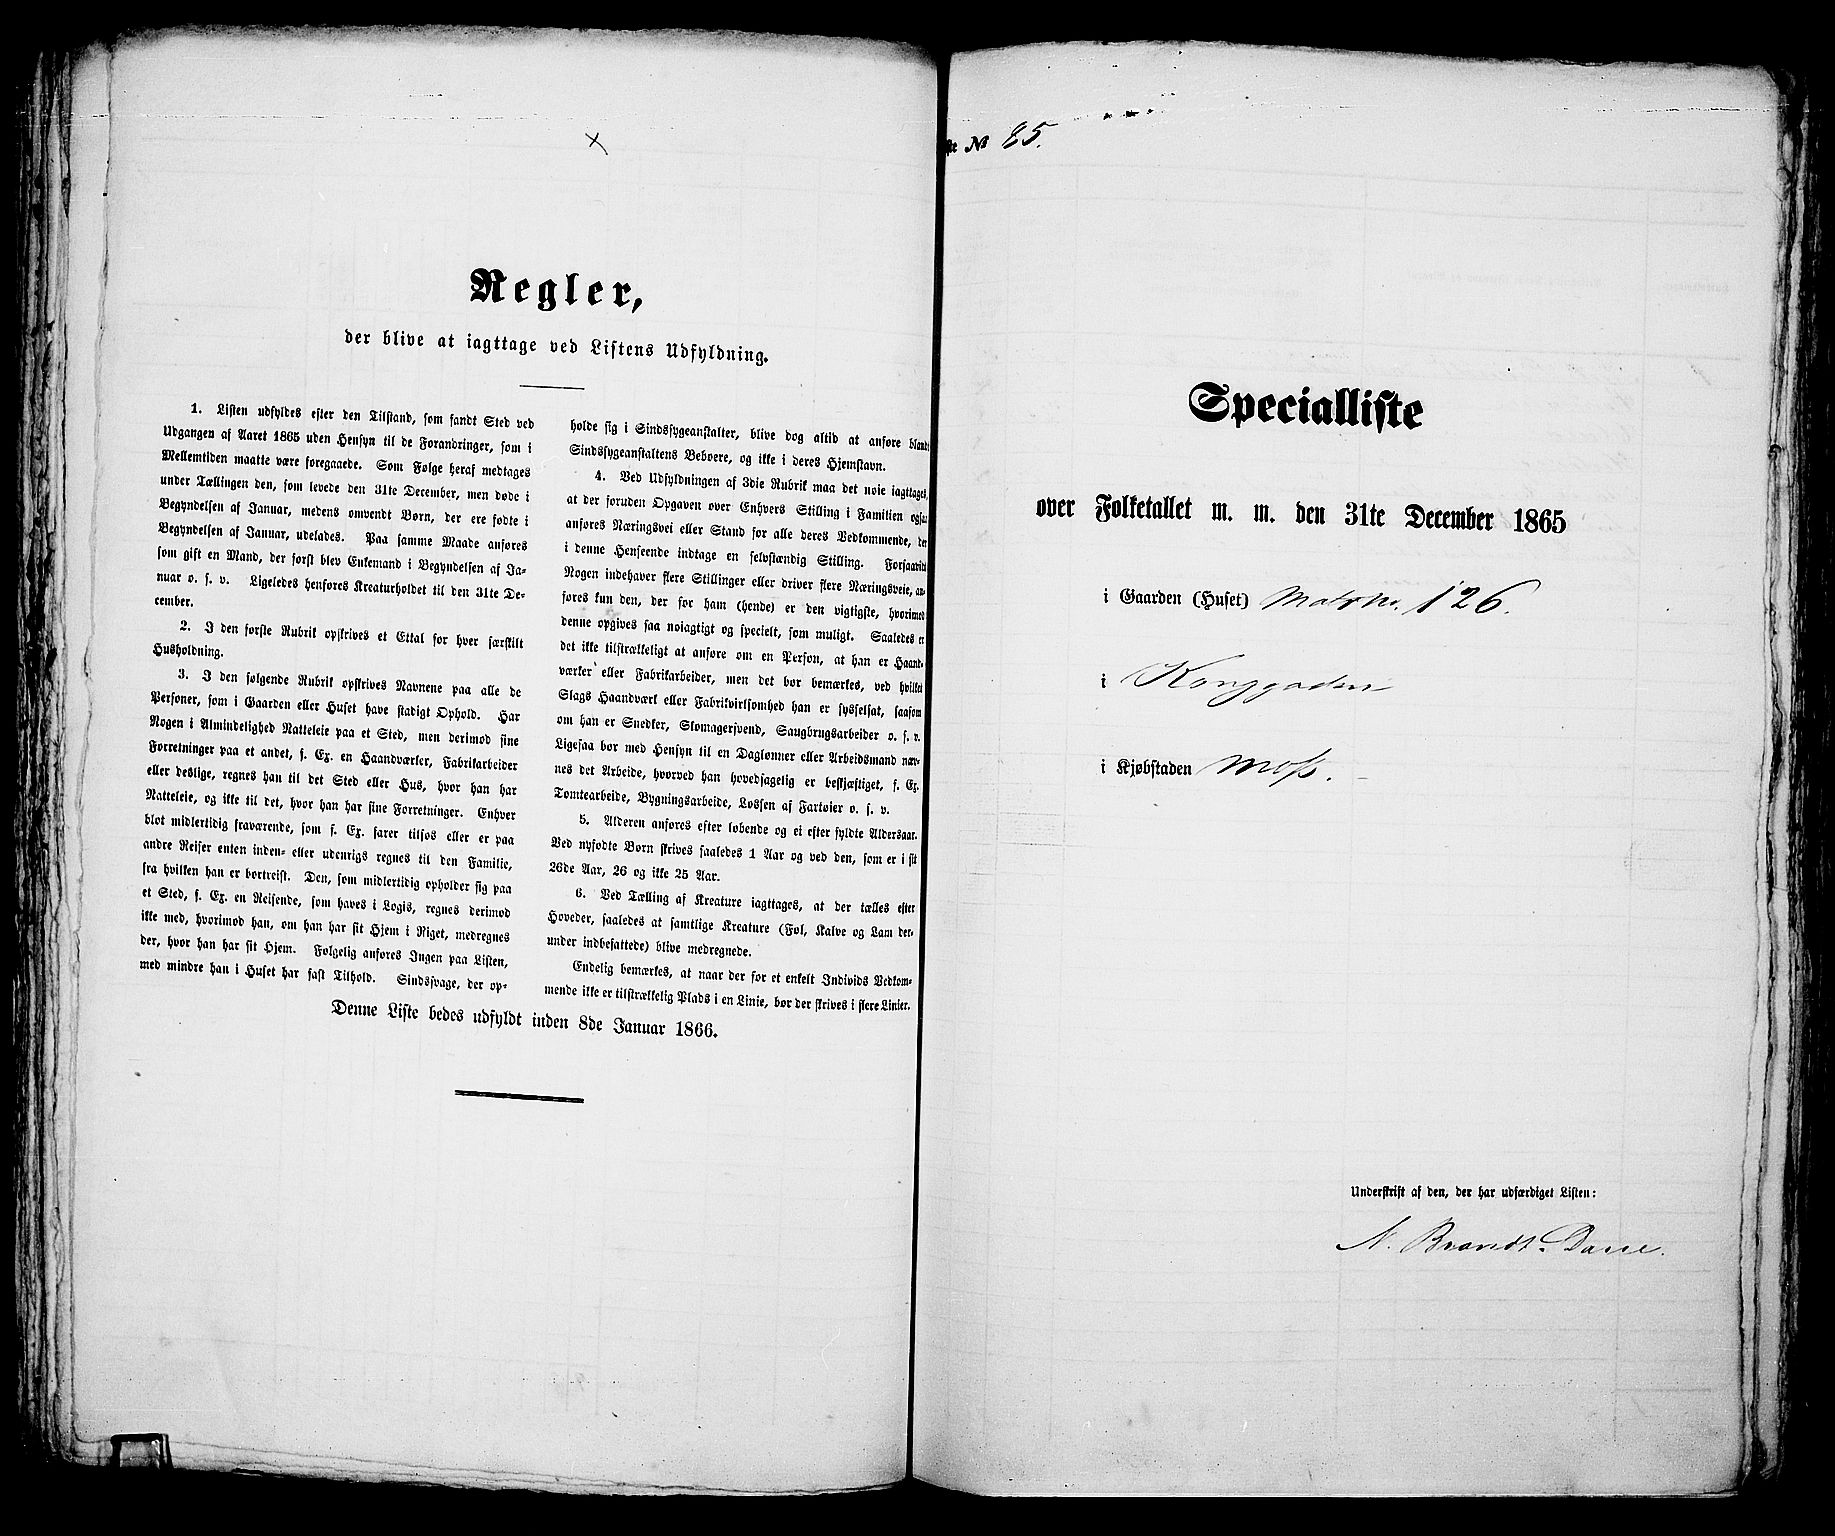 Regler,
der blive at iagttage ved Listens Udfyldning.
1. Listen udfyldes efter den Tilstand, som fandt Sted ved
Udgangen af Aaret 1865 uden Hensyn til de Forandringer, som i
Mellemtiden maatte være foregaaede. Som Følge heraf medtages
under Tællingen den, som levede den 31te December, men døde i
Begyndelsen af Januar, medens omvendt Børn, der ere fødte i
Begyndelsen af Januar, udelades. Paa samme Maade anføres
som gift en Mand, der først blev Enkemand i Begyndelsen af Ja-
nuar o. s. v. Ligeledes henføres Kreaturholdet til den 31te De-
cember.
2. I den første Rubrik opskrives et Ettal for hver særskilt
Husholdning.
3. I den følgende Rubrik opskrives Navnene paa alle de
Personer, som i Gaarden eller Huset have stadigt Ophold. Har
Nogen i Almindelighed Natteleie paa et Sted, men derimod sine
Forretninger paa et andet, f. Ex. en Haandværker, Fabrikarbeider
eller deslige, regnes han til det Sted eller Hus, hvor han har
Natteleie, og ikke til det, hvor han har sine Forretninger. Enhver
blot midlertidig fraværende, som f. Ex. farer tilsøs eller er paa
andre Reiser enten inden- eller udenrigs regnes til den Familie,
fra hvilken han er bortreist. Den, som midlertidig opholder sig paa
et Sted, f. Ex. en Reisende, som haves i Logis, regnes derimod
ikke med, hvorimod han, om han har sit Hjem i Riget, medregnes
der, hvor han har sit Hjem. Følgelig anføres Ingen paa Listen,
med mindre han i Huset har fast Tilhold. Sindssvage, der op-
holde sig i Sindssygeanstalter, blive dog altid at anføre blandt
Sindssygeanstaltens Beboere, og ikke i deres Hjemstavn.
4. Ved Udfyldningen af 3die Rubrik maa det nøie iagttages,
at der foruden Opgaven over Enhvers Stilling i Familien ogsaa
anføres Næringsvei eller Stand for alle deres Vedkommende, der
i denne Henseende indtage en selvstændig Stilling. Forsaavidt
Nogen indehaver flere Stillinger eller driver flere Næringsveie, an-
føres kun den, der for ham (hende) er den vigtigste, hvorimod
denne opgives saa nøiagtigt og specielt, som muligt. Saaledes er
det ikke tilstrækkeligt at anføre om en Person, at han er Haand-
værker eller Fabrikarbeider, men det bør bemærkes, ved hvilket
Slags Haandværk eller Fabrikvirksomhed han er sysselsat, saasom
om han er Snedker, Slomagersvend, Saugbrugsarbeider o. s. v.
Ligesaa bør med Hensyn til en Daglønner eller Arbeidsmand næv-
nes det Arbeide, hvorved han hovedsagelig er beskjæftiget, f. Ex.
Tomtearbeide, Bygningsarbeide, Lossen af Fartøier o. s. v.
5. Alderen anføres efter løbende og ei efter fyldte Aldersaar.
Ved nyfødte Børn skrives saaledes 1 Aar og ved den, som er i sit
26de Aar, 26 og ikke 25 Aar.
6. Ved Tælling af Kreature iagttages, at der tælles efter
Hoveder, saaledes at samtlige Kreature (Føl, Kalve og Lam der-
under indbefattede) blive medregnede.
Endelig bemærkes, at naar der for et enkelt Individs Vedkom-
mende ikke er tilstrækkelig Plads i en Linie, bør der skrives i flere Linier.
Denne Liste bedes udfyldt inden 8de Januar 1866.
ste No 85.
Specialliste
over Folketallet m. m. den 31te December 1865
i Gaarden (Huset) Matr No. 126.
i Konggaden
i Kjøbstaden Moss.
Underskrift af den, der har udfærdiget Listen:
N. Brandt-Dasse.